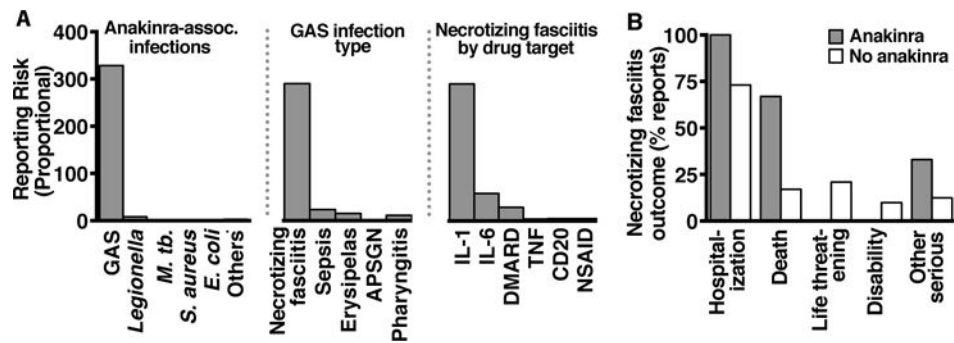 A
Anakinra-assoc.
infections
GAS infection
type
Necrotizing fasciitis
by drug target
Reporting Risk
(Proportional)
400
300
200
100
0
GAS
Legionella
M. tb.
S. aureus
E. coli
Others
Necrotizing
fasciitis
Sepsis
Erysipelas
APSGN
Pharyngitis
IL-1
IL-6
DMARD
TNF
CD20
NSAID
B
Necrotizing fasciitis
outcome (% reports)
100
75
50
25
0
Anakinra
No anakinra
Hospital-
ization
Death
Life threat-
ening
Disability
Other
serious